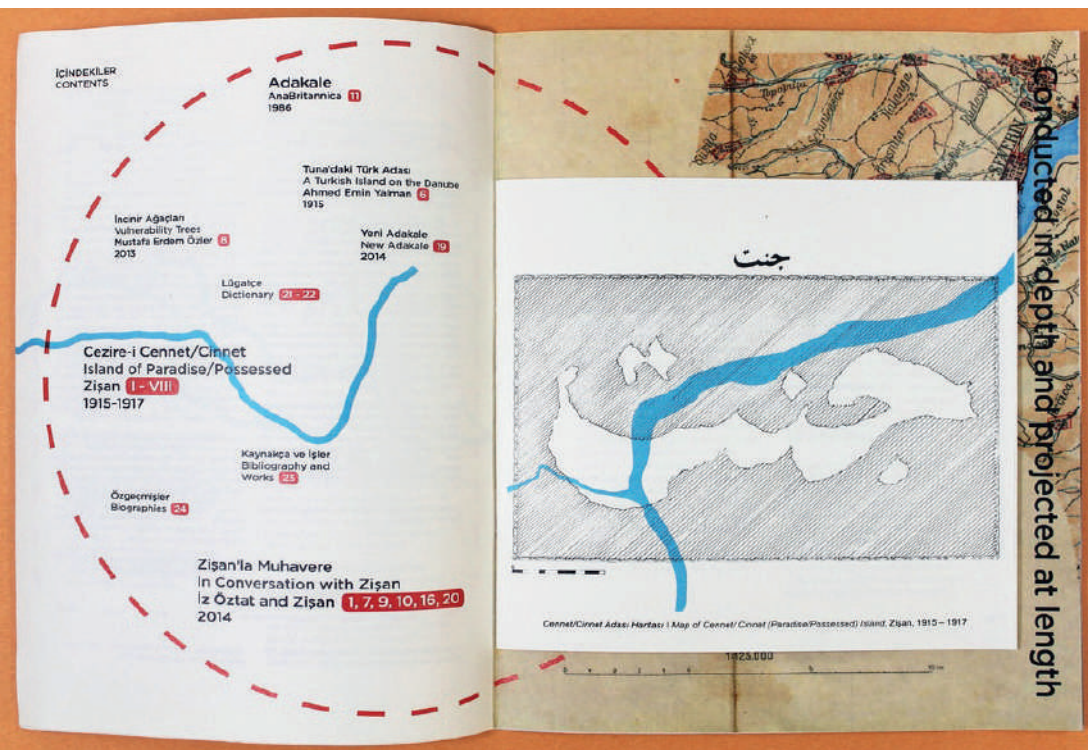 İÇİNDEKİLER
CONTENTS
Adakale
AnaBritannica 11
1986
Tuna'daki Türk Adası
A Turkish Island on the Danube
Ahmed Emin Yalman 6
1915
İncinir Ağaçları
Vulnerability Trees
Mustafa Erdem Özler 8
2013
Yeni Adakale
New Adakale 19
2014
Lûgatçe
Dictionary 21 - 22
Cezire-i Cennet/Cinnet
Island of Paradise/Possessed
Zişan I - VIII
1915-1917
Kaynakça ve İşler
Bibliography and
Works 23
Özgeçmişler
Biographies 24
Zişan'la Muhavere
In Conversation with Zişan
İz Öztat and Zişan 1, 7, 9, 10, 16, 20
2014
جنت
Cennet/Cinnet Adası Haritası | Map of Cennet/Cinnet (Paradise/Possessed) Island, Zişan, 1915 – 1917
Conducted in depth and projected at length